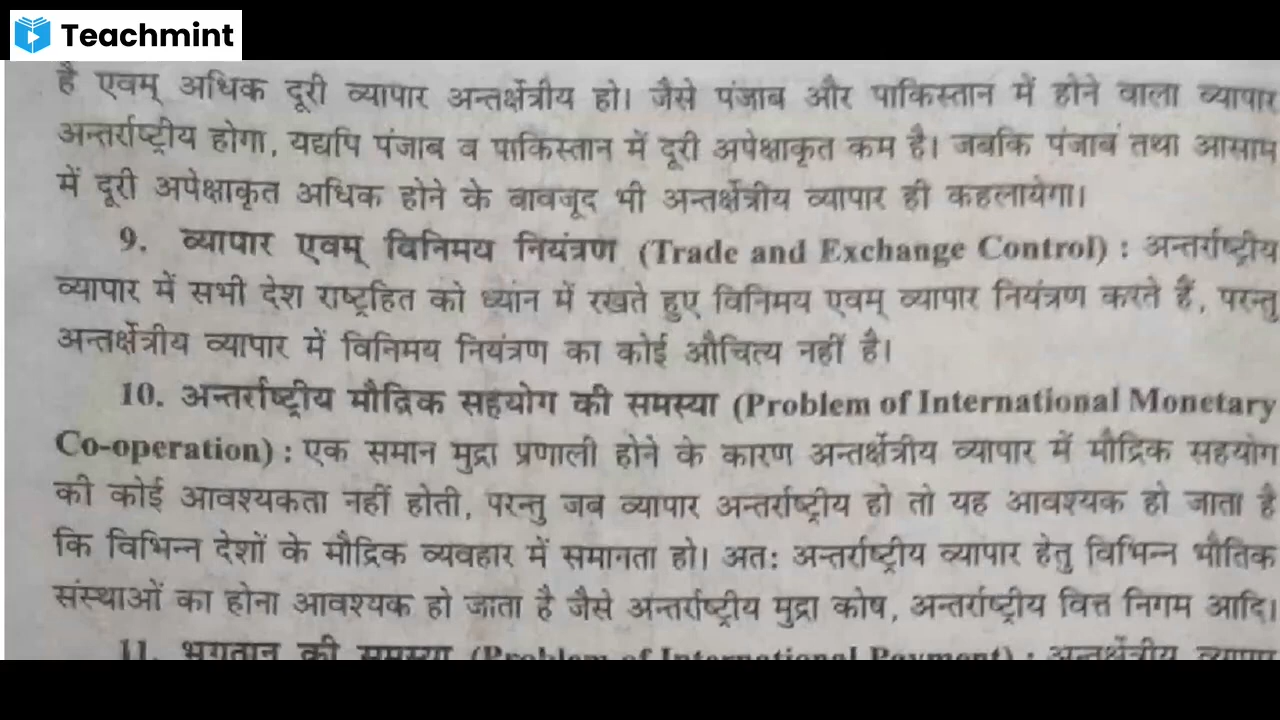 Teachmint
है एवम् अधिक दूरी व्यापार अन्तर्क्षेत्रीय हो। जैसे पंजाब और पाकिस्तान में होने वाला व्यापार
अन्तर्राष्ट्रीय होगा, यद्यपि पंजाब व पाकिस्तान में दूरी अपेक्षाकृत कम है। जबकि पंजाब तथा आसाम
में दूरी अपेक्षाकृत अधिक होने के बावजूद भी अन्तर्क्षेत्रीय व्यापार ही कहलायेगा।
9. व्यापार एवम् विनिमय नियंत्रण (Trade and Exchange Control) : अन्तर्राष्ट्रीय
व्यापार में सभी देश राष्ट्रहित को ध्यान में रखते हुए विनिमय एवम् व्यापार नियंत्रण करते हैं, परन्तु
अन्तर्क्षेत्रीय व्यापार में विनिमय नियंत्रण का कोई औचित्य नहीं है।
10. अन्तर्राष्ट्रीय मौद्रिक सहयोग की समस्या (Problem of International Monetary
Co-operation) : एक समान मुद्रा प्रणाली होने के कारण अन्तर्क्षेत्रीय व्यापार में मौद्रिक सहयोग
की कोई आवश्यकता नहीं होती, परन्तु जब व्यापार अन्तर्राष्ट्रीय हो तो यह आवश्यक हो जाता है
कि विभिन्न देशों के मौद्रिक व्यवहार में समानता हो। अतः अन्तर्राष्ट्रीय व्यापार हेतु विभिन्न भौतिक
संस्थाओं का होना आवश्यक हो जाता है जैसे अन्तर्राष्ट्रीय मुद्रा कोष, अन्तर्राष्ट्रीय वित्त निगम आदि।
11. भुगतान की समस्या (Problem of International Payment) : अन्तर्क्षेत्रीय व्यापार